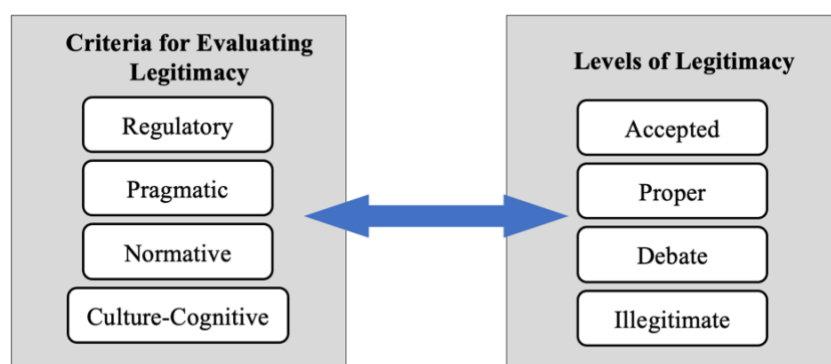 Criteria for Evaluating
Legitimacy
Regulatory
Pragmatic
Normative
Culture-Cognitive
Levels of Legitimacy
Accepted
Proper
Debate
Illegitimate